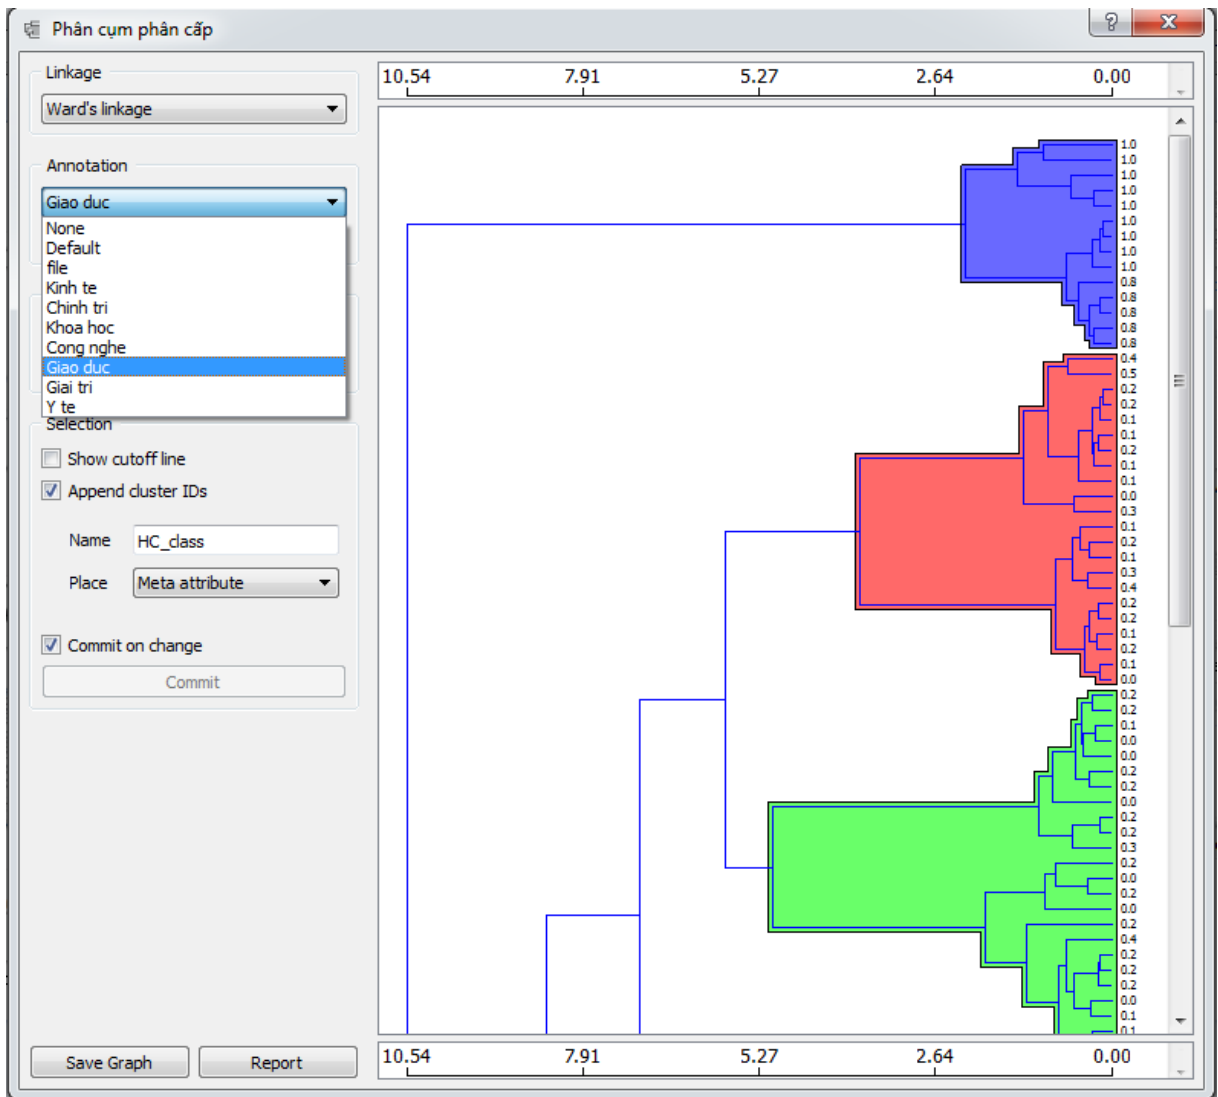 Phân cụm phân cấp
?
X
Linkage
Ward's linkage
Annotation
Giao duc
None
Default
file
Kinh te
Chinh tri
Khoa hoc
Cong nghe
Giao duc
Giai tri
Y te
Selection
Show cutoff line
Append cluster IDs
Name HC_class
Place Meta attribute
Commit on change
Commit
Save Graph Report
10.54 7.91 5.27 2.64 0.00
1.0
1.0
1.0
1.0
1.0
1.0
1.0
1.0
1.0
0.8
0.8
0.8
0.8
0.8
0.4
0.5
0.2
0.2
0.1
0.1
0.2
0.1
0.1
0.0
0.3
0.1
0.2
0.1
0.3
0.4
0.2
0.2
0.1
0.2
0.1
0.0
0.2
0.2
0.1
0.0
0.0
0.2
0.2
0.0
0.2
0.2
0.3
0.2
0.0
0.2
0.0
0.2
0.4
0.2
0.2
0.2
0.0
0.1
0.1
10.54 7.91 5.27 2.64 0.00